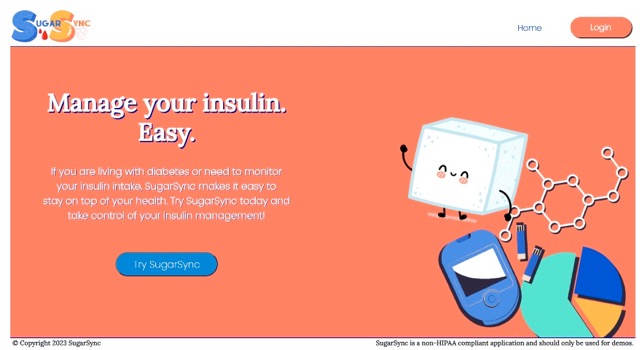 SUGAR SYNC
Home
Login
Manage your insulin.
Easy.
If you are living with diabetes or need to monitor
your insulin intake, SugarSync makes it easy to
stay on top of your health. Try SugarSync today and
take control of your insulin management!
Try SugarSync
© Copyright 2023 SugarSync
SugarSync is a non-HIPAA compliant application and should only be used for demos.